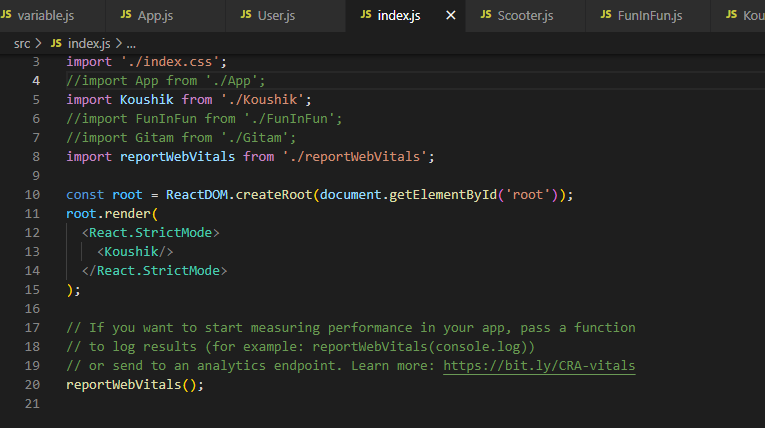 JS variable.js JS App.js JS User.js JS index.js × JS Scooter.js JS FunInFun.js JS Kou
src > JS index.js > ...
3 import './index.css';
4 //import App from './App';
5 import Koushik from './Koushik';
6 //import FunInFun from './FunInFun';
7 //import Gitam from './Gitam';
8 import reportWebVitals from './reportWebVitals';
9
10 const root = ReactDOM.createRoot(document.getElementById('root'));
11 root.render(
12 <React.StrictMode>
13 <Koushik/>
14 </React.StrictMode>
15 );
16
17 // If you want to start measuring performance in your app, pass a function
18 // to log results (for example: reportWebVitals(console.log))
19 // or send to an analytics endpoint. Learn more: https://bit.ly/CRA-vitals
20 reportWebVitals();
21